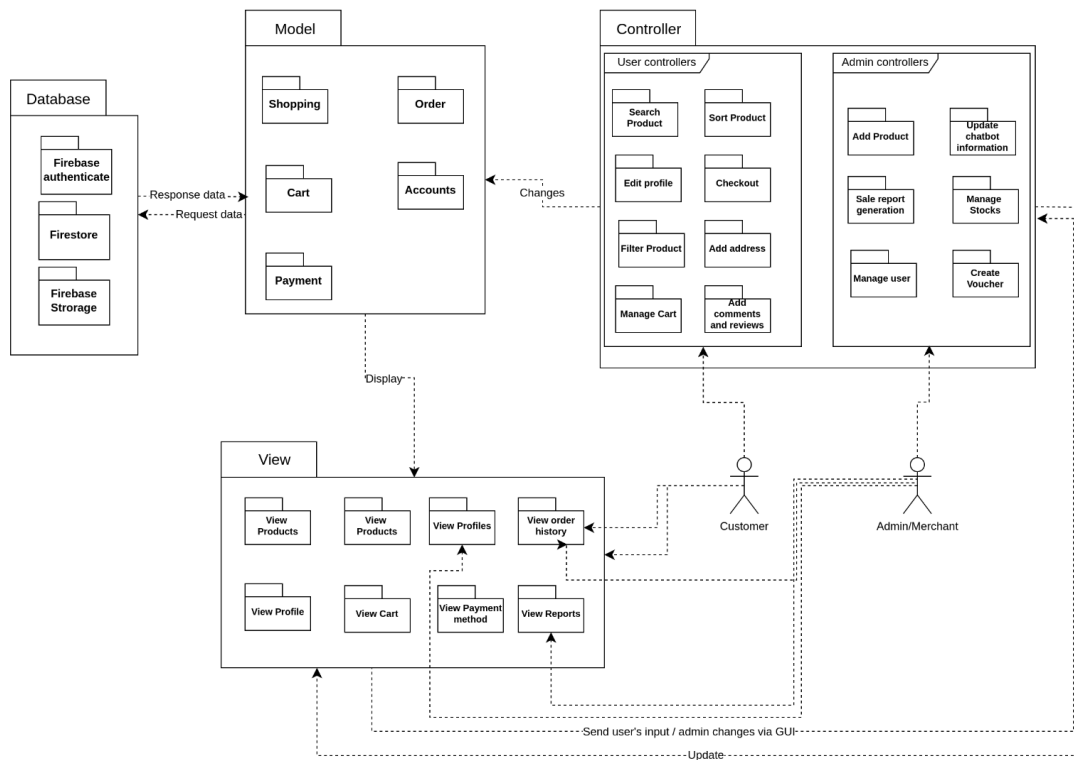 Model
Controller
User controllers
Admin controllers
Database
Shopping
Order
Search
Product
Sort Product
Add Product
Update
chatbot
information
Firebase
authenticate
Cart
Accounts
Edit profile
Checkout
Sale report
generation
Manage
Stocks
Response data
Request data
Changes
Firestore
Filter Product
Add address
Payment
Manage user
Create
Voucher
Firebase
Strorage
Manage Cart
Add
comments
and reviews
Display
View
View
Products
View
Products
View Profiles
View order
history
Customer
Admin/Merchant
View Profile
View Cart
View Payment
method
View Reports
Send user's input / admin changes via GUI
Update